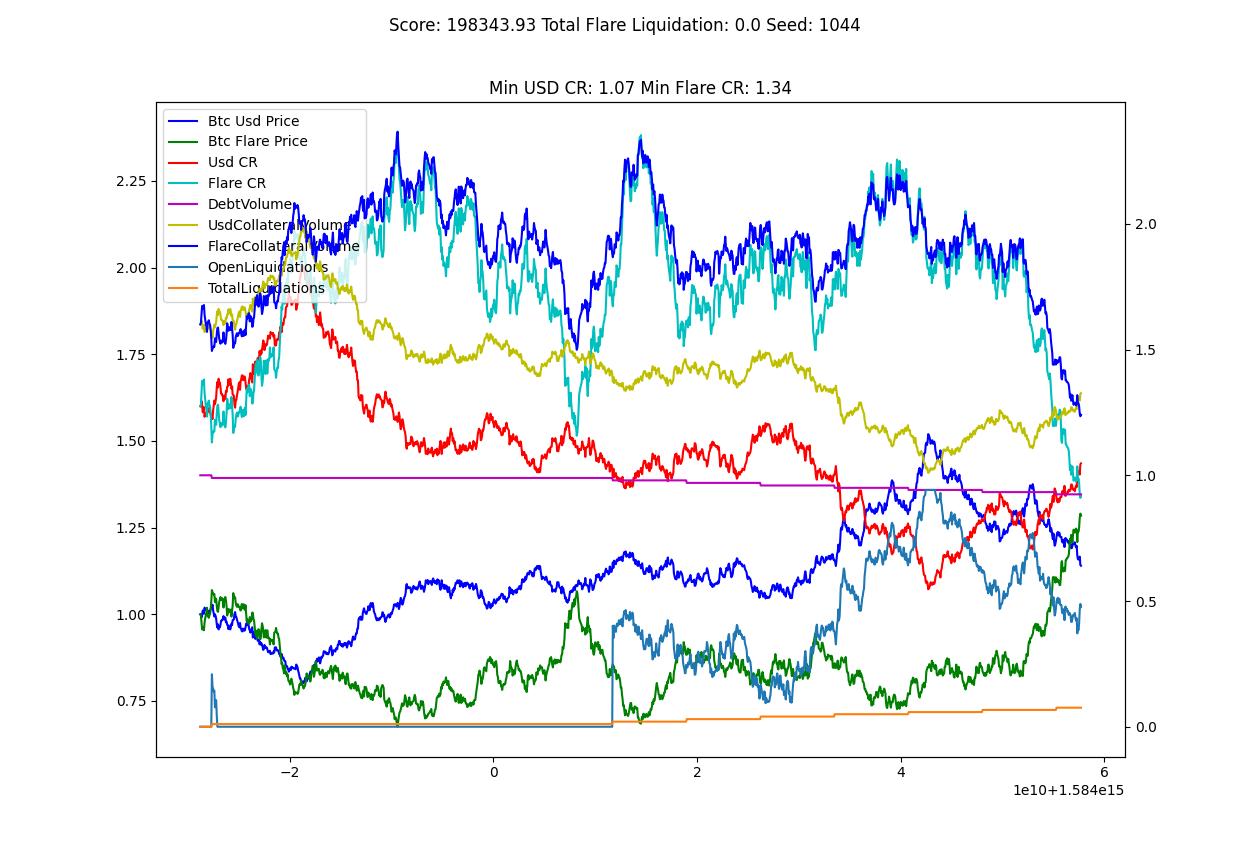 Score: 198343.93 Total Flare Liquidation: 0.0 Seed: 1044
Min USD CR: 1.07 Min Flare CR: 1.34
Btc Usd Price
Btc Flare Price
Usd CR
Flare CR
DebtVolume
UsdCollateralVolume
FlareCollateralVolume
OpenLiquidations
TotalLiquidations
2.25
2.00
1.75
1.50
1.25
1.00
0.75
2.0
1.5
1.0
0.5
0.0
−2
0
2
4
6
1e10+1.584e15